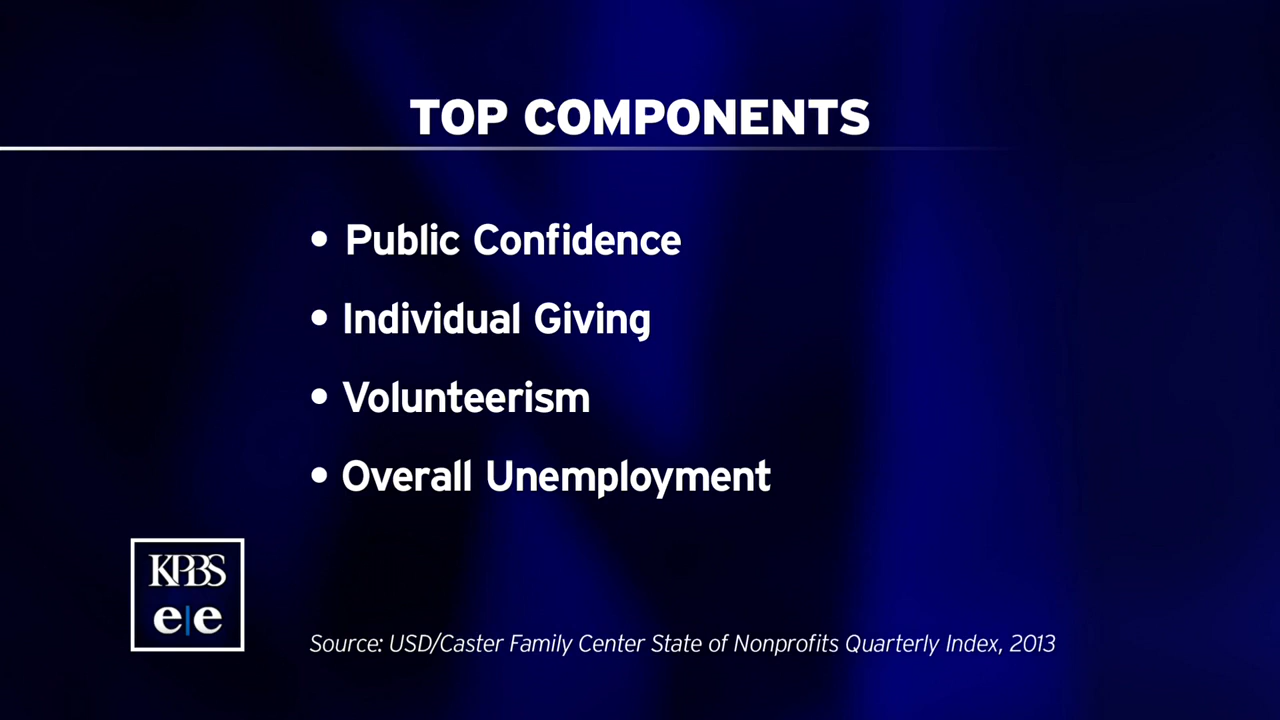 TOP COMPONENTS
• Public Confidence
• Individual Giving
• Volunteerism
• Overall Unemployment
KPBS
e|e
Source: USD/Caster Family Center State of Nonprofits Quarterly Index, 2013